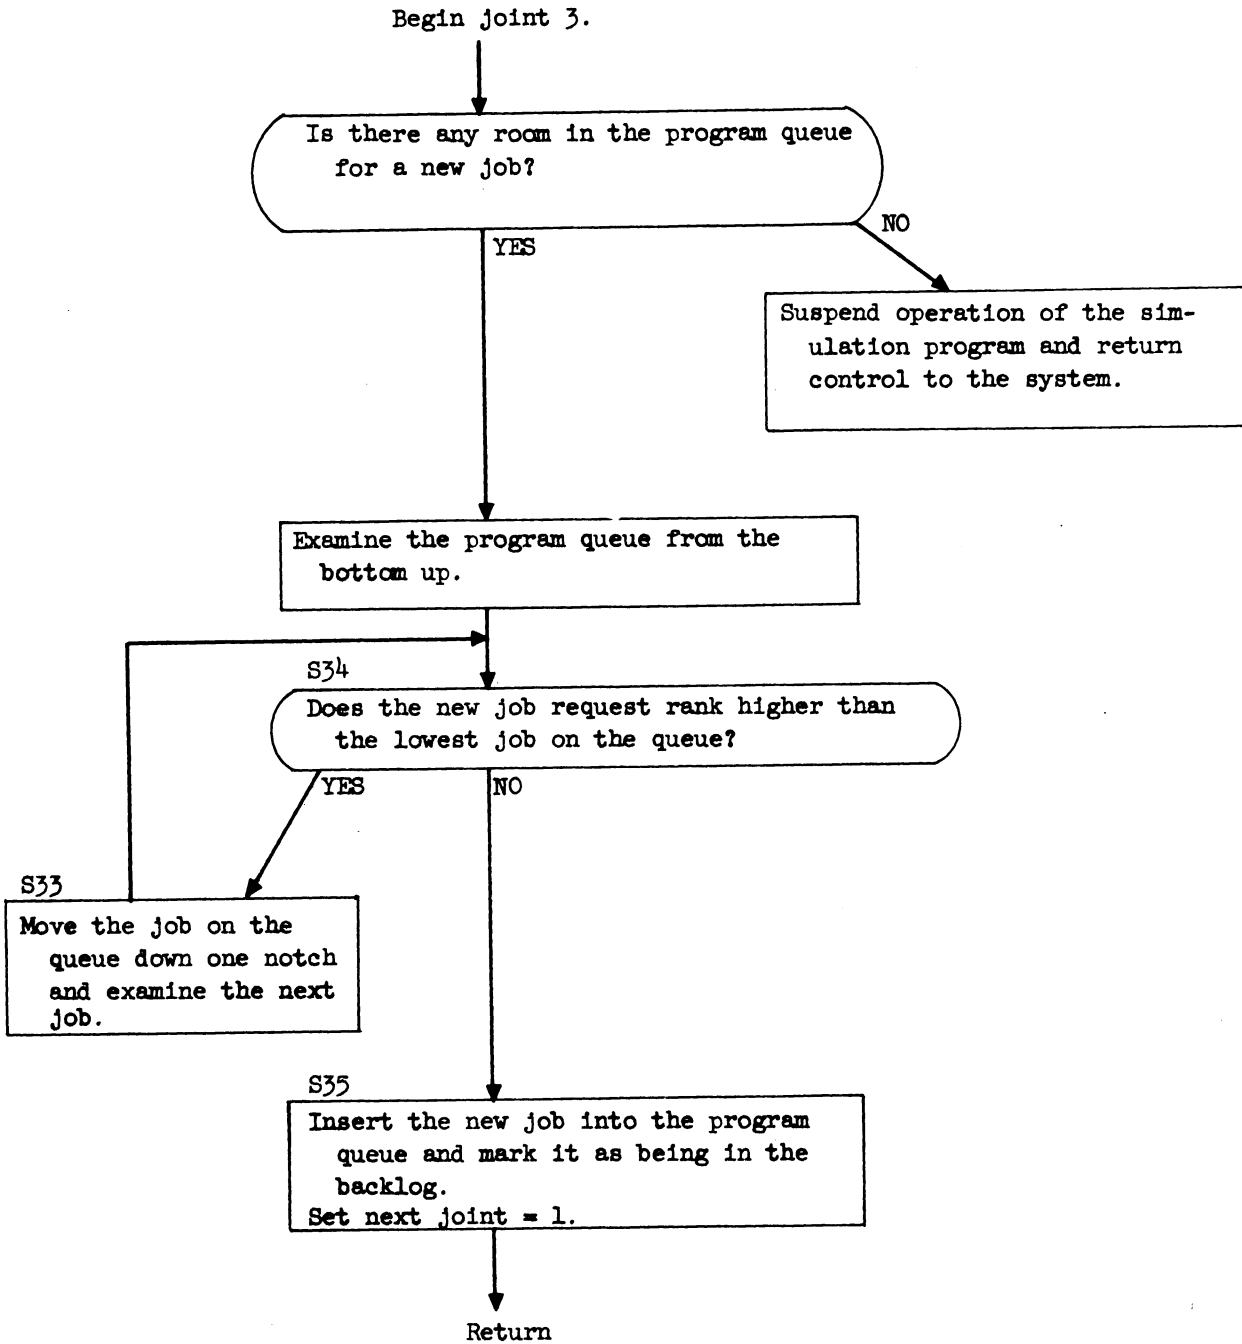 Begin joint 3.
Is there any room in the program queue
for a new job?
NO
YES
Suspend operation of the sim-
ulation program and return
control to the system.
Examine the program queue from the
bottom up.
S34
Does the new job request rank higher than
the lowest job on the queue?
YES
NO
S33
Move the job on the
queue down one notch
and examine the next
job.
S35
Insert the new job into the program
queue and mark it as being in the
backlog.
Set next joint = 1.
Return